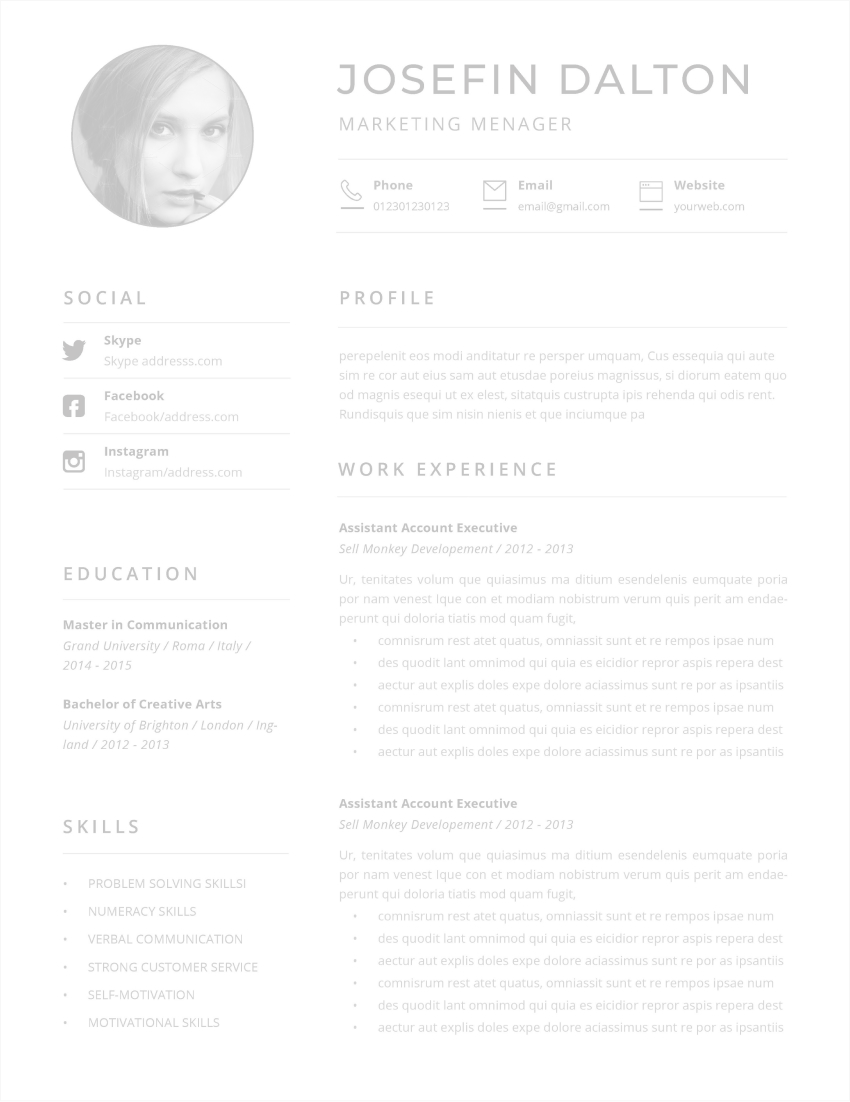 JOSEFIN DALTON
MARKETING MENAGER
Phone
012301230123
Email
email@gmail.com
Website
yourweb.com
SOCIAL
Skype
Skype addresss.com
Facebook
Facebook/address.com
Instagram
Instagram/address.com
EDUCATION
Master in Communication
Grand University / Roma / Italy /
2014 - 2015
Bachelor of Creative Arts
University of Brighton / London / Ing-
land / 2012 - 2013
SKILLS
• PROBLEM SOLVING SKILLSI
• NUMERACY SKILLS
• VERBAL COMMUNICATION
• STRONG CUSTOMER SERVICE
• SELF-MOTIVATION
• MOTIVATIONAL SKILLS
PROFILE
perepelenit eos modi anditatur re persper umquam, Cus essequia qui aute
sim re cor aut eius sam aut etusdae poreius magnissus, si diorum eatem quo
od magnis esequi ut ex elest, sitatquis custrupta ipis rehenda qui odis rent.
Rundisquis que sim nisin nienis et que inciumque pa
WORK EXPERIENCE
Assistant Account Executive
Sell Monkey Developement / 2012 - 2013
Ur, tenitates volum que quiasimus ma ditium esendelenis eumquate poria
por nam venest Ique con et modiam nobistrum verum quis perit am endae-
perunt qui doloria tiatis mod quam fugit,
• comnisrum rest atet quatus, omniassit sunt et re rempos ipsae num
• des quodit lant omnimod qui quia es eicidior repror aspis repera dest
• aectur aut explis doles expe dolore aciassimus sunt re por as ipsantiis
• comnisrum rest atet quatus, omniassit sunt et re rempos ipsae num
• des quodit lant omnimod qui quia es eicidior repror aspis repera dest
• aectur aut explis doles expe dolore aciassimus sunt re por as ipsantiis
Assistant Account Executive
Sell Monkey Developement / 2012 - 2013
Ur, tenitates volum que quiasimus ma ditium esendelenis eumquate poria
por nam venest Ique con et modiam nobistrum verum quis perit am endae-
perunt qui doloria tiatis mod quam fugit,
• comnisrum rest atet quatus, omniassit sunt et re rempos ipsae num
• des quodit lant omnimod qui quia es eicidior repror aspis repera dest
• aectur aut explis doles expe dolore aciassimus sunt re por as ipsantiis
• comnisrum rest atet quatus, omniassit sunt et re rempos ipsae num
• des quodit lant omnimod qui quia es eicidior repror aspis repera dest
• aectur aut explis doles expe dolore aciassimus sunt re por as ipsantiis